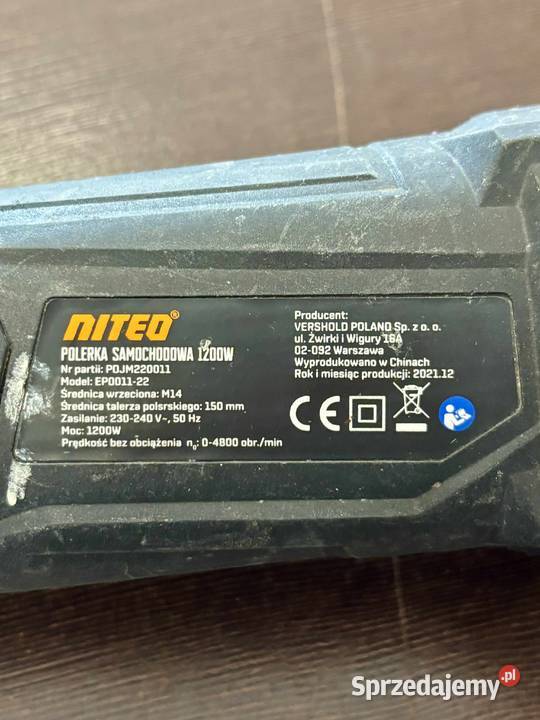 NITEO®
POLERKA SAMOCHODOWA 1200W
Nr partii: POJM220011
Model: EP0011-22
Średnica wrzeciona: M14
Średnica talerza polsrskiego: 150 mm
Zasilanie: 230-240 V~, 50 Hz
Moc: 1200W
Prędkość bez obciążenia n₀: 0-4800 obr./min
Producent:
VERSHOLD POLAND Sp. z o. o.
ul. Żwirki i Wigury 16A
02-092 Warszawa
Wyprodukowano w Chinach
Rok i miesiąc produkcji: 2021.12
CE
Sprzedajemy.pl